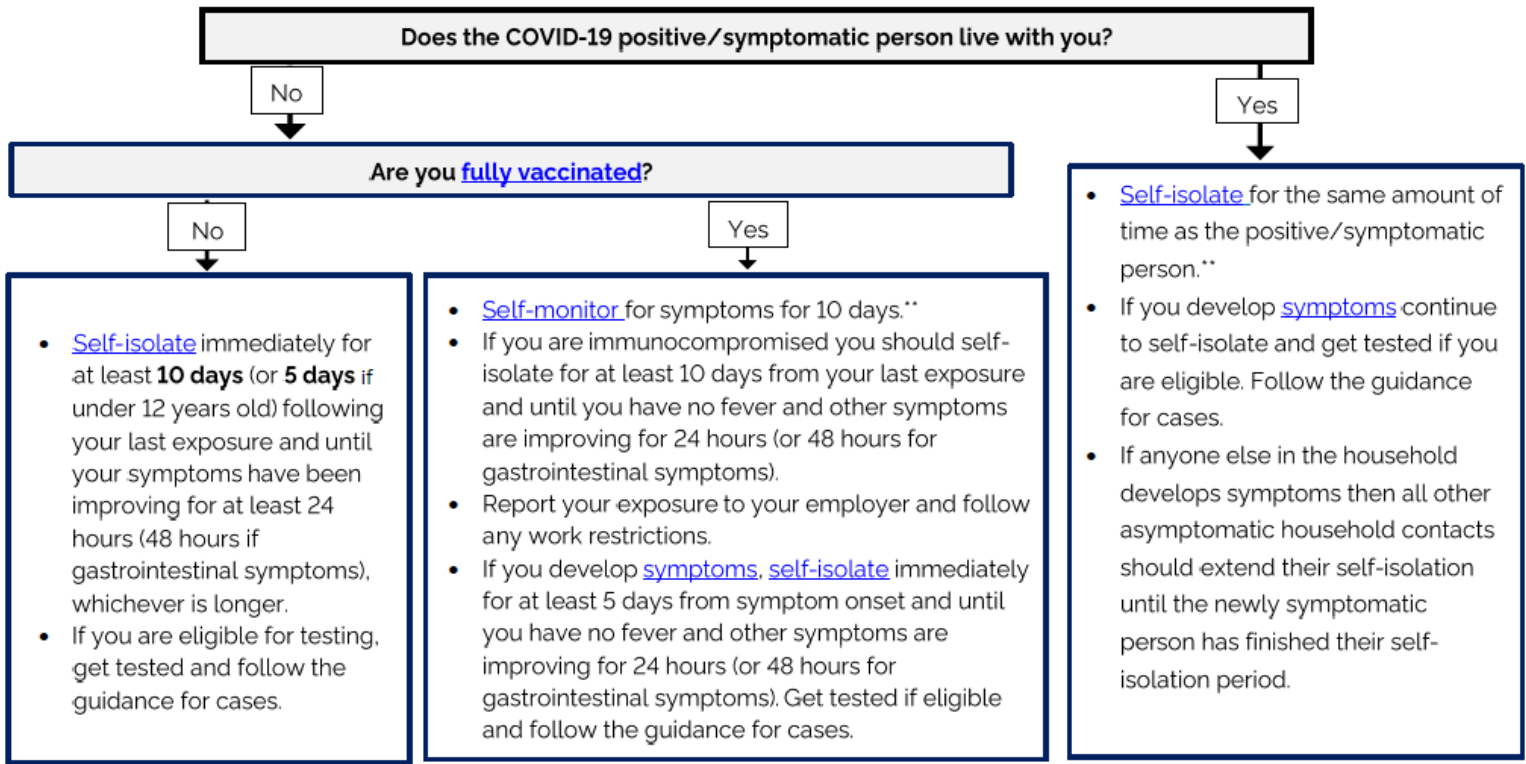 Does the COVID-19 positive/symptomatic person live with you?
No
Yes
Are you fully vaccinated?
No
Yes
• Self-isolate immediately for
at least 10 days (or 5 days if
under 12 years old) following
your last exposure and until
your symptoms have been
improving for at least 24
hours (48 hours if
gastrointestinal symptoms),
whichever is longer.
• If you are eligible for testing,
get tested and follow the
guidance for cases.
• Self-monitor for symptoms for 10 days.**
• If you are immunocompromised you should self-
isolate for at least 10 days from your last exposure
and until you have no fever and other symptoms
are improving for 24 hours (or 48 hours for
gastrointestinal symptoms).
• Report your exposure to your employer and follow
any work restrictions.
• If you develop symptoms, self-isolate immediately
for at least 5 days from symptom onset and until
you have no fever and other symptoms are
improving for 24 hours (or 48 hours for
gastrointestinal symptoms). Get tested if eligible
and follow the guidance for cases.
• Self-isolate for the same amount of
time as the positive/symptomatic
person.**
• If you develop symptoms continue
to self-isolate and get tested if you
are eligible. Follow the guidance
for cases.
• If anyone else in the household
develops symptoms then all other
asymptomatic household contacts
should extend their self-isolation
until the newly symptomatic
person has finished their self-
isolation period.